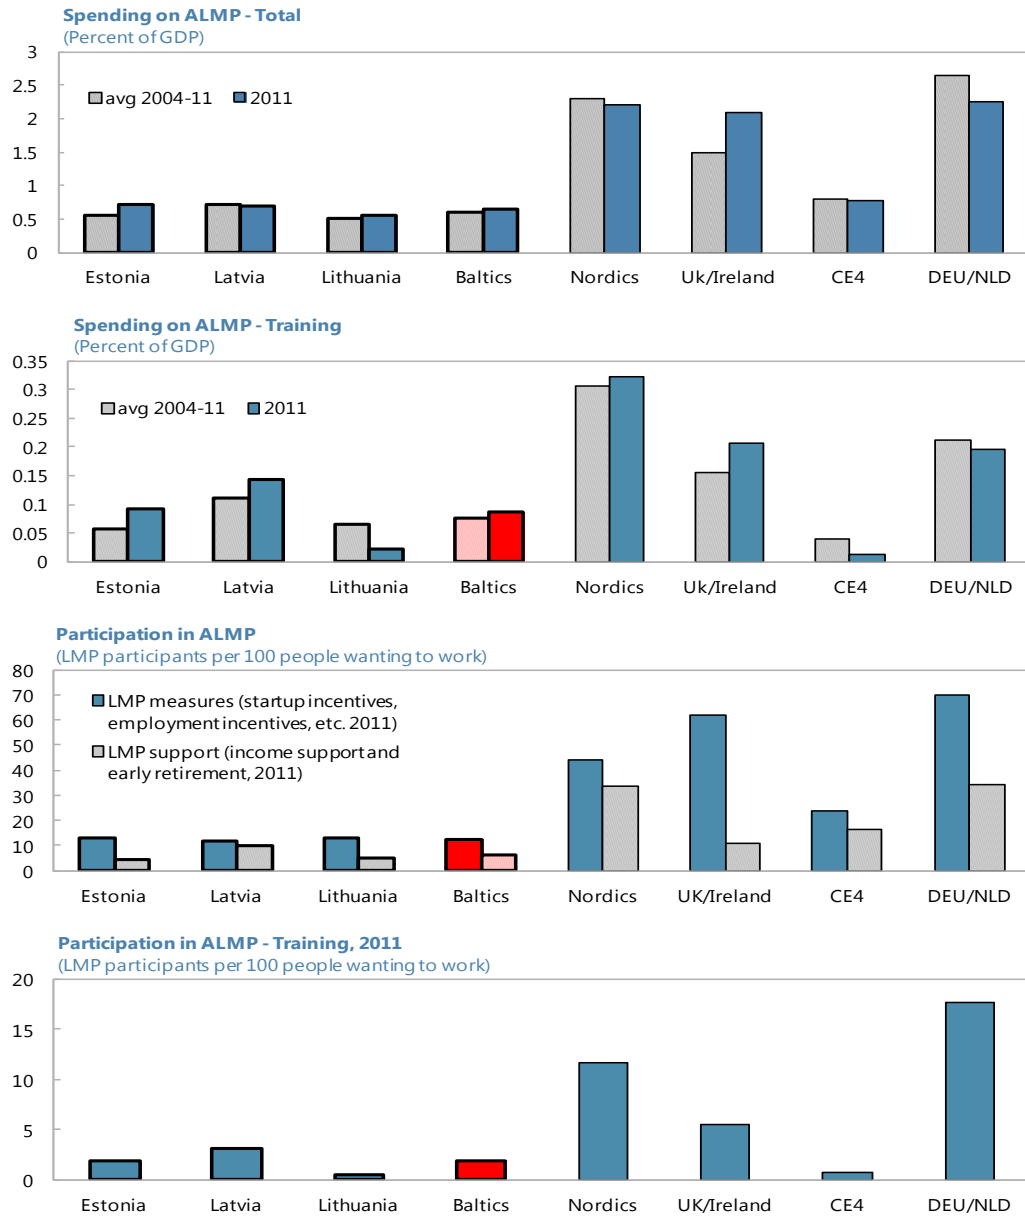 Spending on ALMP - Total
(Percent of GDP)
3
2.5
2
1.5
1
0.5
0
avg 2004-11
2011
Estonia
Latvia
Lithuania
Baltics
Nordics
Uk/Ireland
CE4
DEU/NLD
Spending on ALMP - Training
(Percent of GDP)
0.35
0.3
0.25
0.2
0.15
0.1
0.05
0
avg 2004-11
2011
Estonia
Latvia
Lithuania
Baltics
Nordics
Uk/Ireland
CE4
DEU/NLD
Participation in ALMP
(LMP participants per 100 people wanting to work)
80
70
60
50
40
30
20
10
0
LMP measures (startup incentives,
employment incentives, etc. 2011)
LMP support (income support and
early retirement, 2011)
Estonia
Latvia
Lithuania
Baltics
Nordics
UK/Ireland
CE4
DEU/NLD
Participation in ALMP - Training, 2011
(LMP participants per 100 people wanting to work)
20
15
10
5
0
Estonia
Latvia
Lithuania
Baltics
Nordics
UK/Ireland
CE4
DEU/NLD